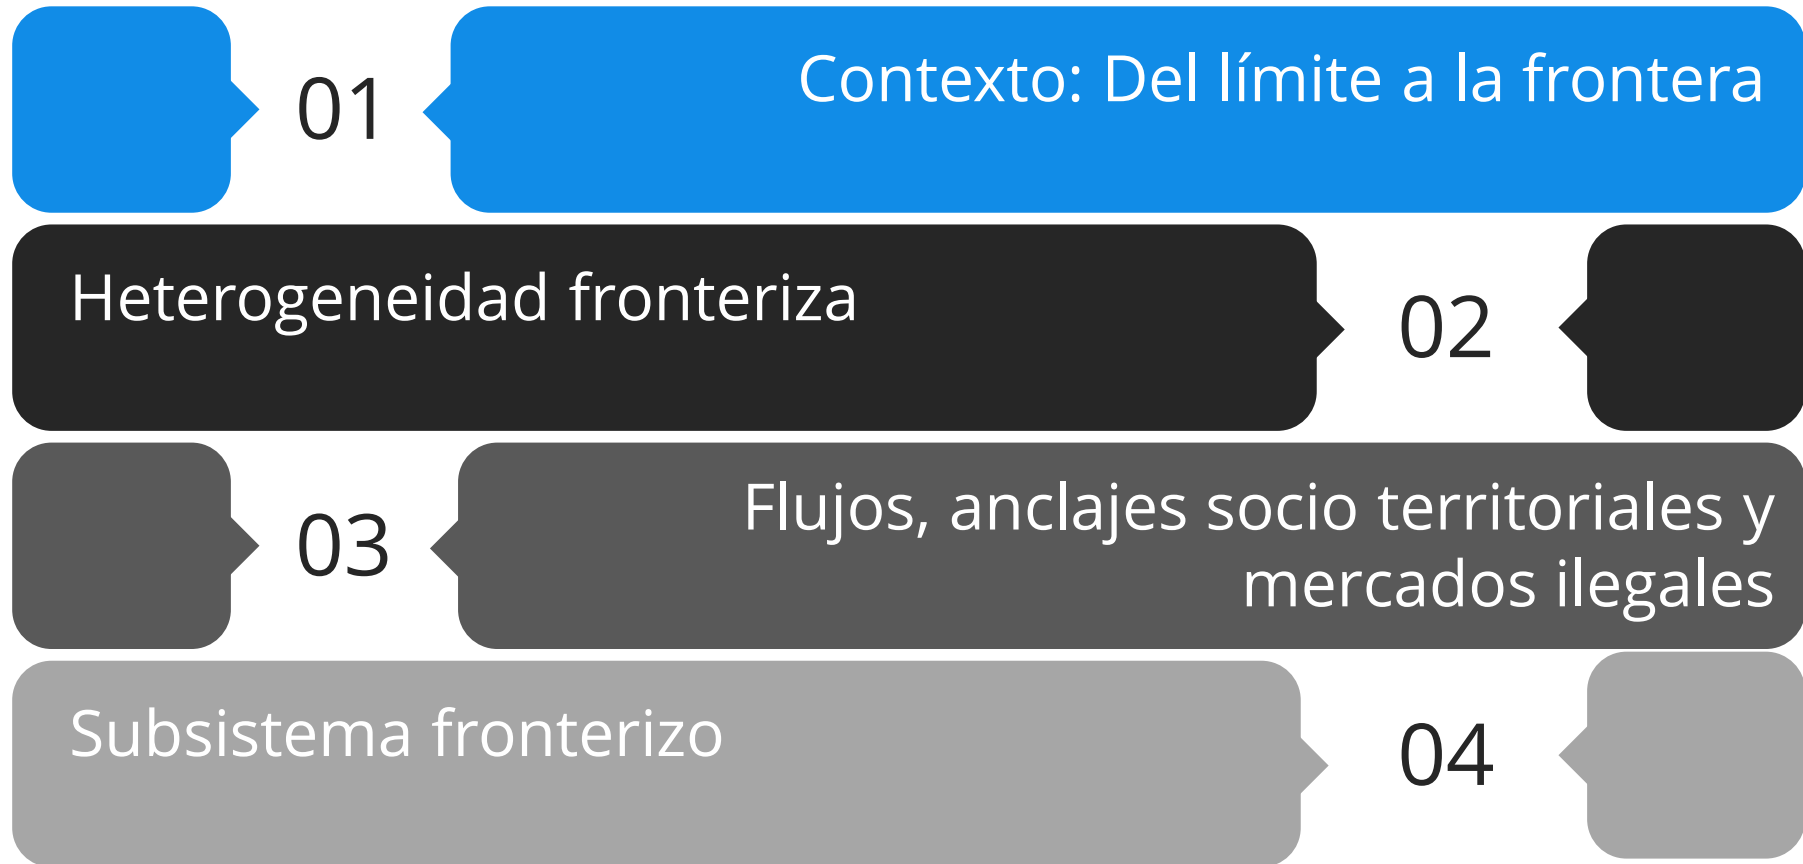 01
Contexto: Del límite a la frontera
Heterogeneidad fronteriza
02
03
Flujos, anclajes socio territoriales y
mercados ilegales
Subsistema fronterizo
04